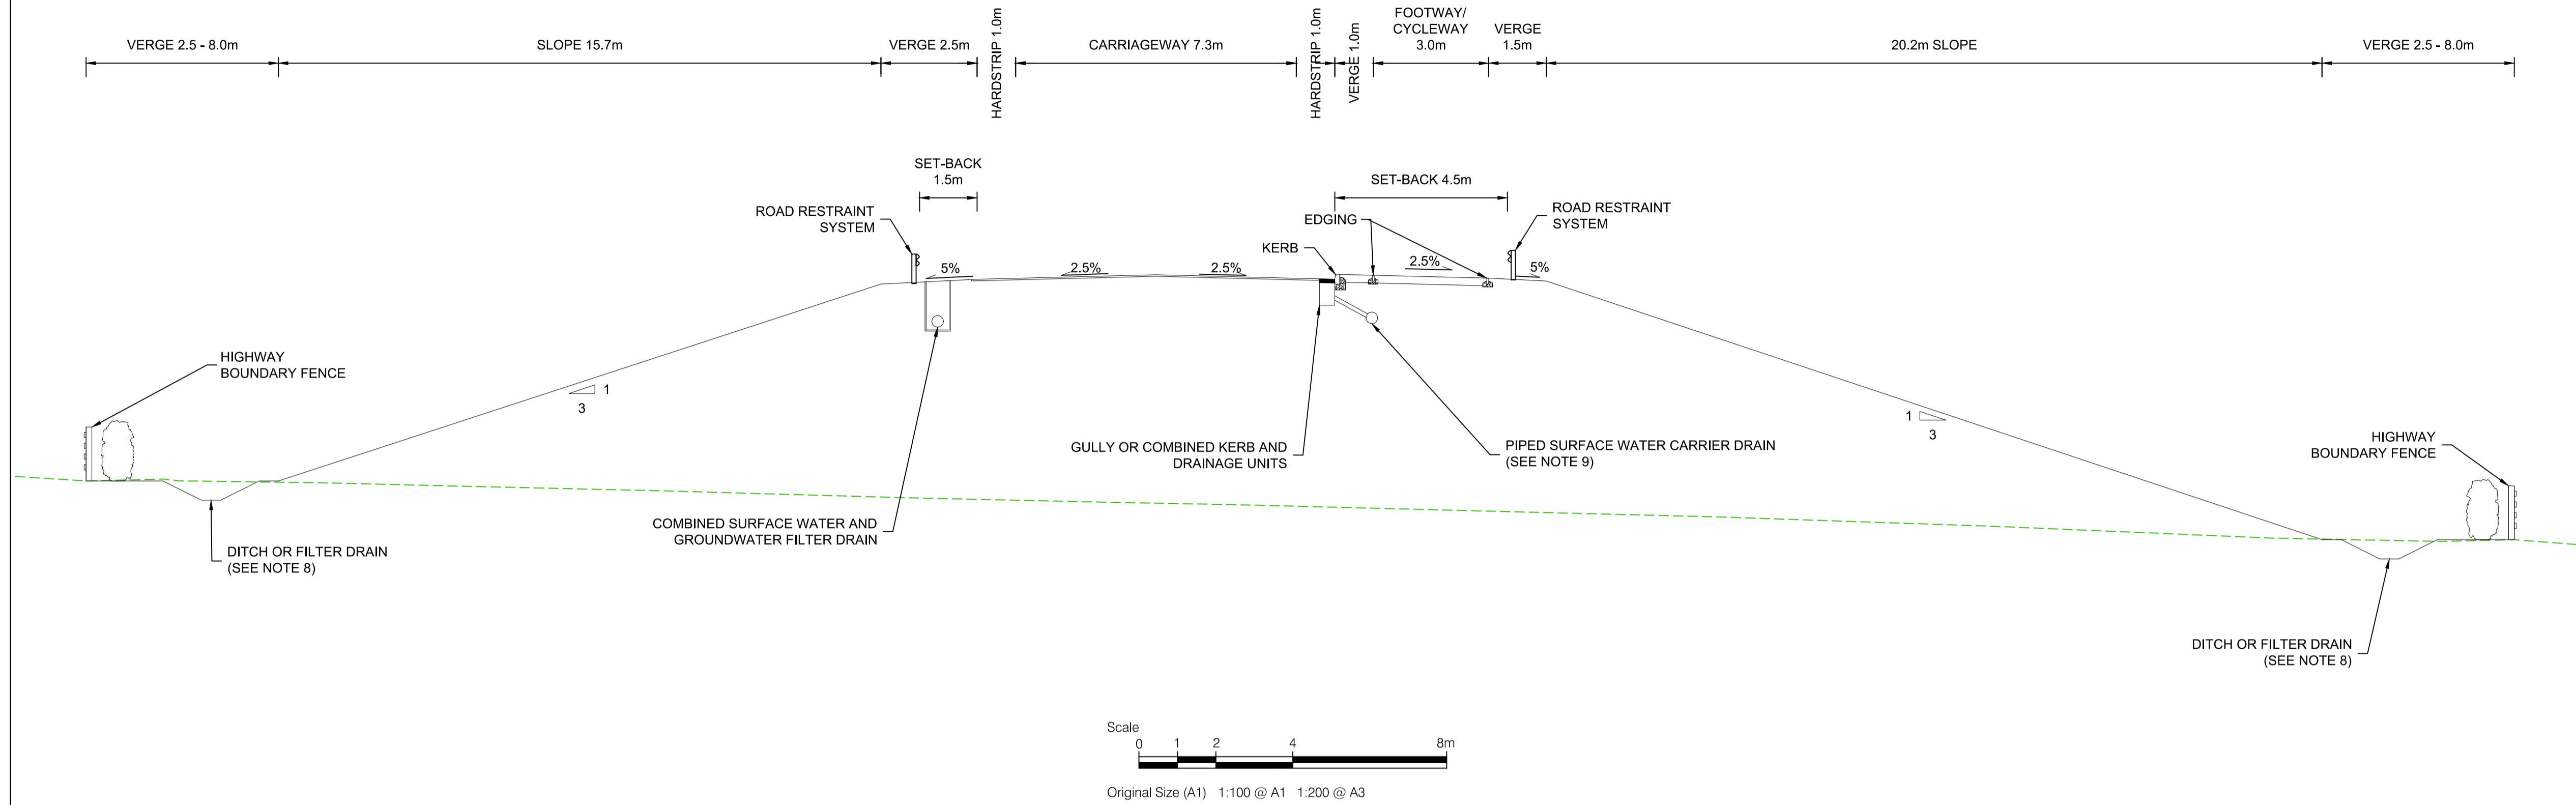 VERGE 2.5 - 8.0m
SLOPE 15.7m
VERGE 2.5m
HARDSTRIP 1.0m
CARRIAGEWAY 7.3m
HARDSTRIP 1.0m
VERGE 1.0m
FOOTWAY/
CYCLEWAY
3.0m
VERGE
1.5m
20.2m SLOPE
VERGE 2.5 - 8.0m
SET-BACK
1.5m
SET-BACK 4.5m
ROAD RESTRAINT
SYSTEM
EDGING
ROAD RESTRAINT
SYSTEM
KERB
5%
2.5%
2.5%
2.5%
5%
HIGHWAY
BOUNDARY FENCE
1
3
1
3
GULLY OR COMBINED KERB AND
DRAINAGE UNITS
PIPED SURFACE WATER CARRIER DRAIN
(SEE NOTE 9)
HIGHWAY
BOUNDARY FENCE
COMBINED SURFACE WATER AND
GROUNDWATER FILTER DRAIN
DITCH OR FILTER DRAIN
(SEE NOTE 8)
DITCH OR FILTER DRAIN
(SEE NOTE 8)
Scale
0 1 2 4 8m
Original Size (A1) 1:100 @ A1 1:200 @ A3